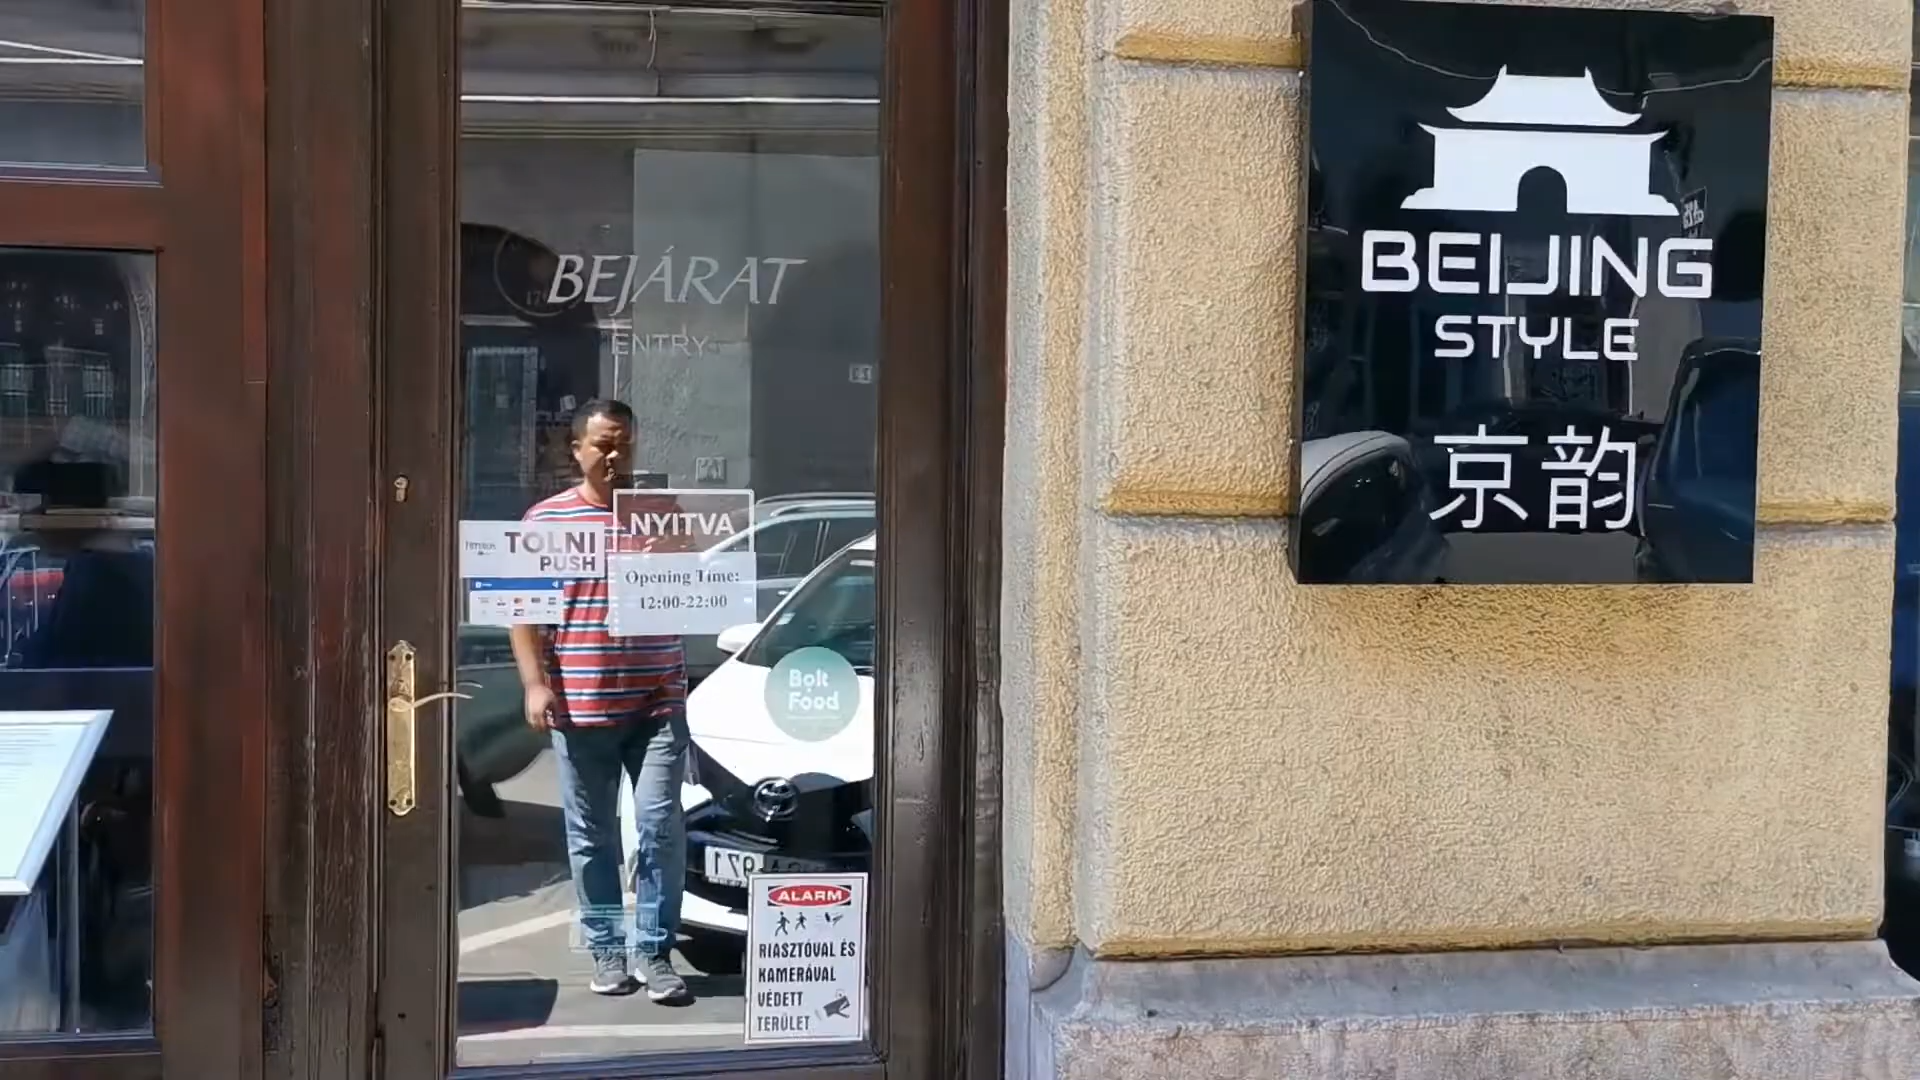 BEJÁRAT
ENTRY
NYITVA
TOLNI
PUSH
Opening Time:
12:00-22:00
Bolt
Food
ALARM
RIASZTÓVAL ÉS
KAMERÁVAL
VÉDETT
TERÜLET
BEIJING
STYLE
京韵